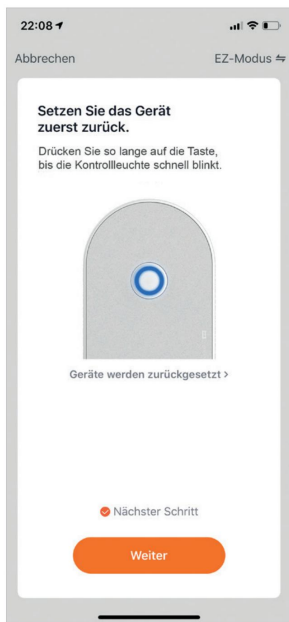 22:08
Abbrechen
EZ-Modus
Setzen Sie das Gerät
zuerst zurück.
Drücken Sie so lange auf die Taste,
bis die Kontrollleuchte schnell blinkt.
Geräte werden zurückgesetzt >
Nächster Schritt
Weiter